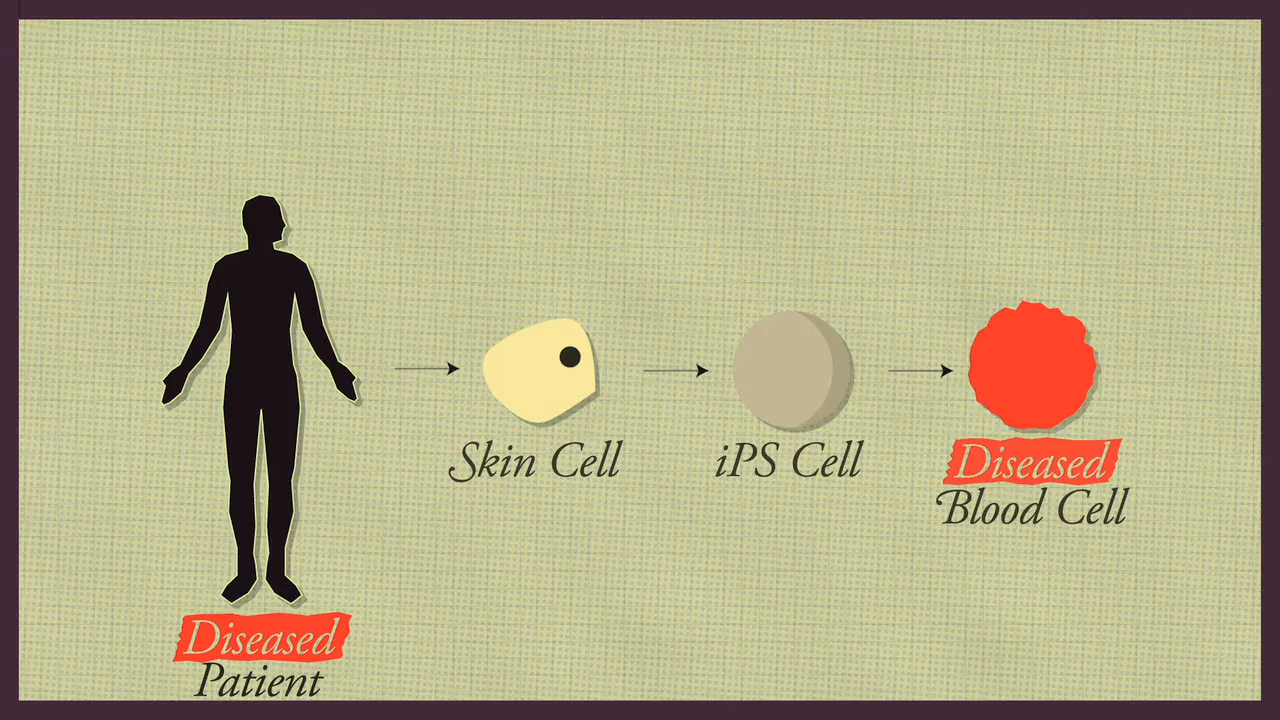 Skin Cell
iPS Cell
Diseased
Blood Cell
Diseased
Patient